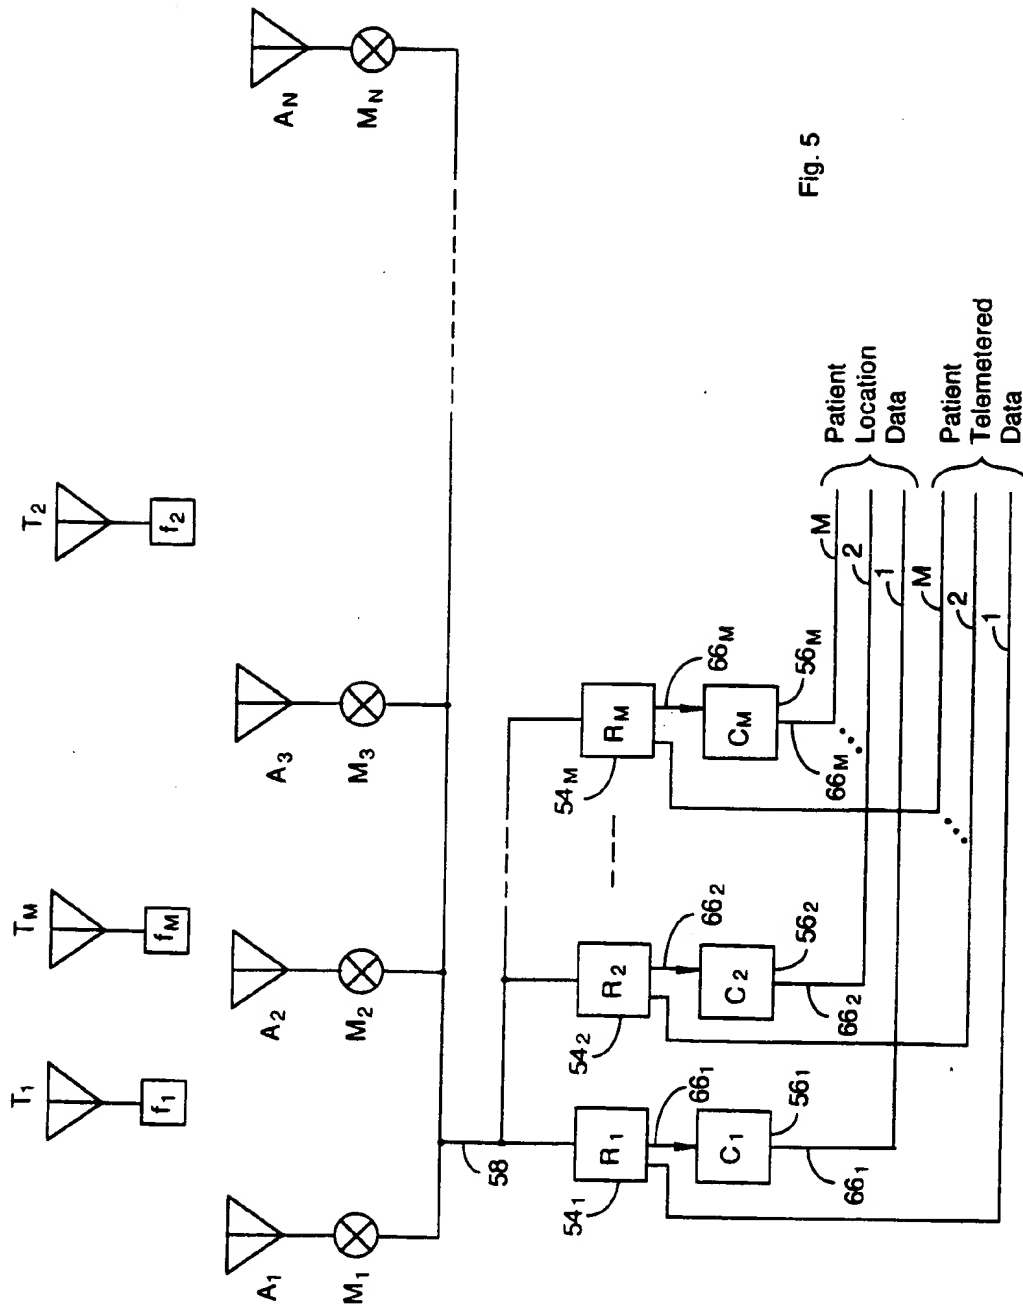 T1
TM
T2
f1
fM
f2
A1
A2
A3
AN
M1
M2
M3
MN
58
R1
R2
RM
541
542
54M
661
662
66M
C1
C2
CM
561
562
56M
661
662
66M
M
2
1
M
2
1
Patient
Location
Data
Patient
Telemetered
Data
Fig. 5